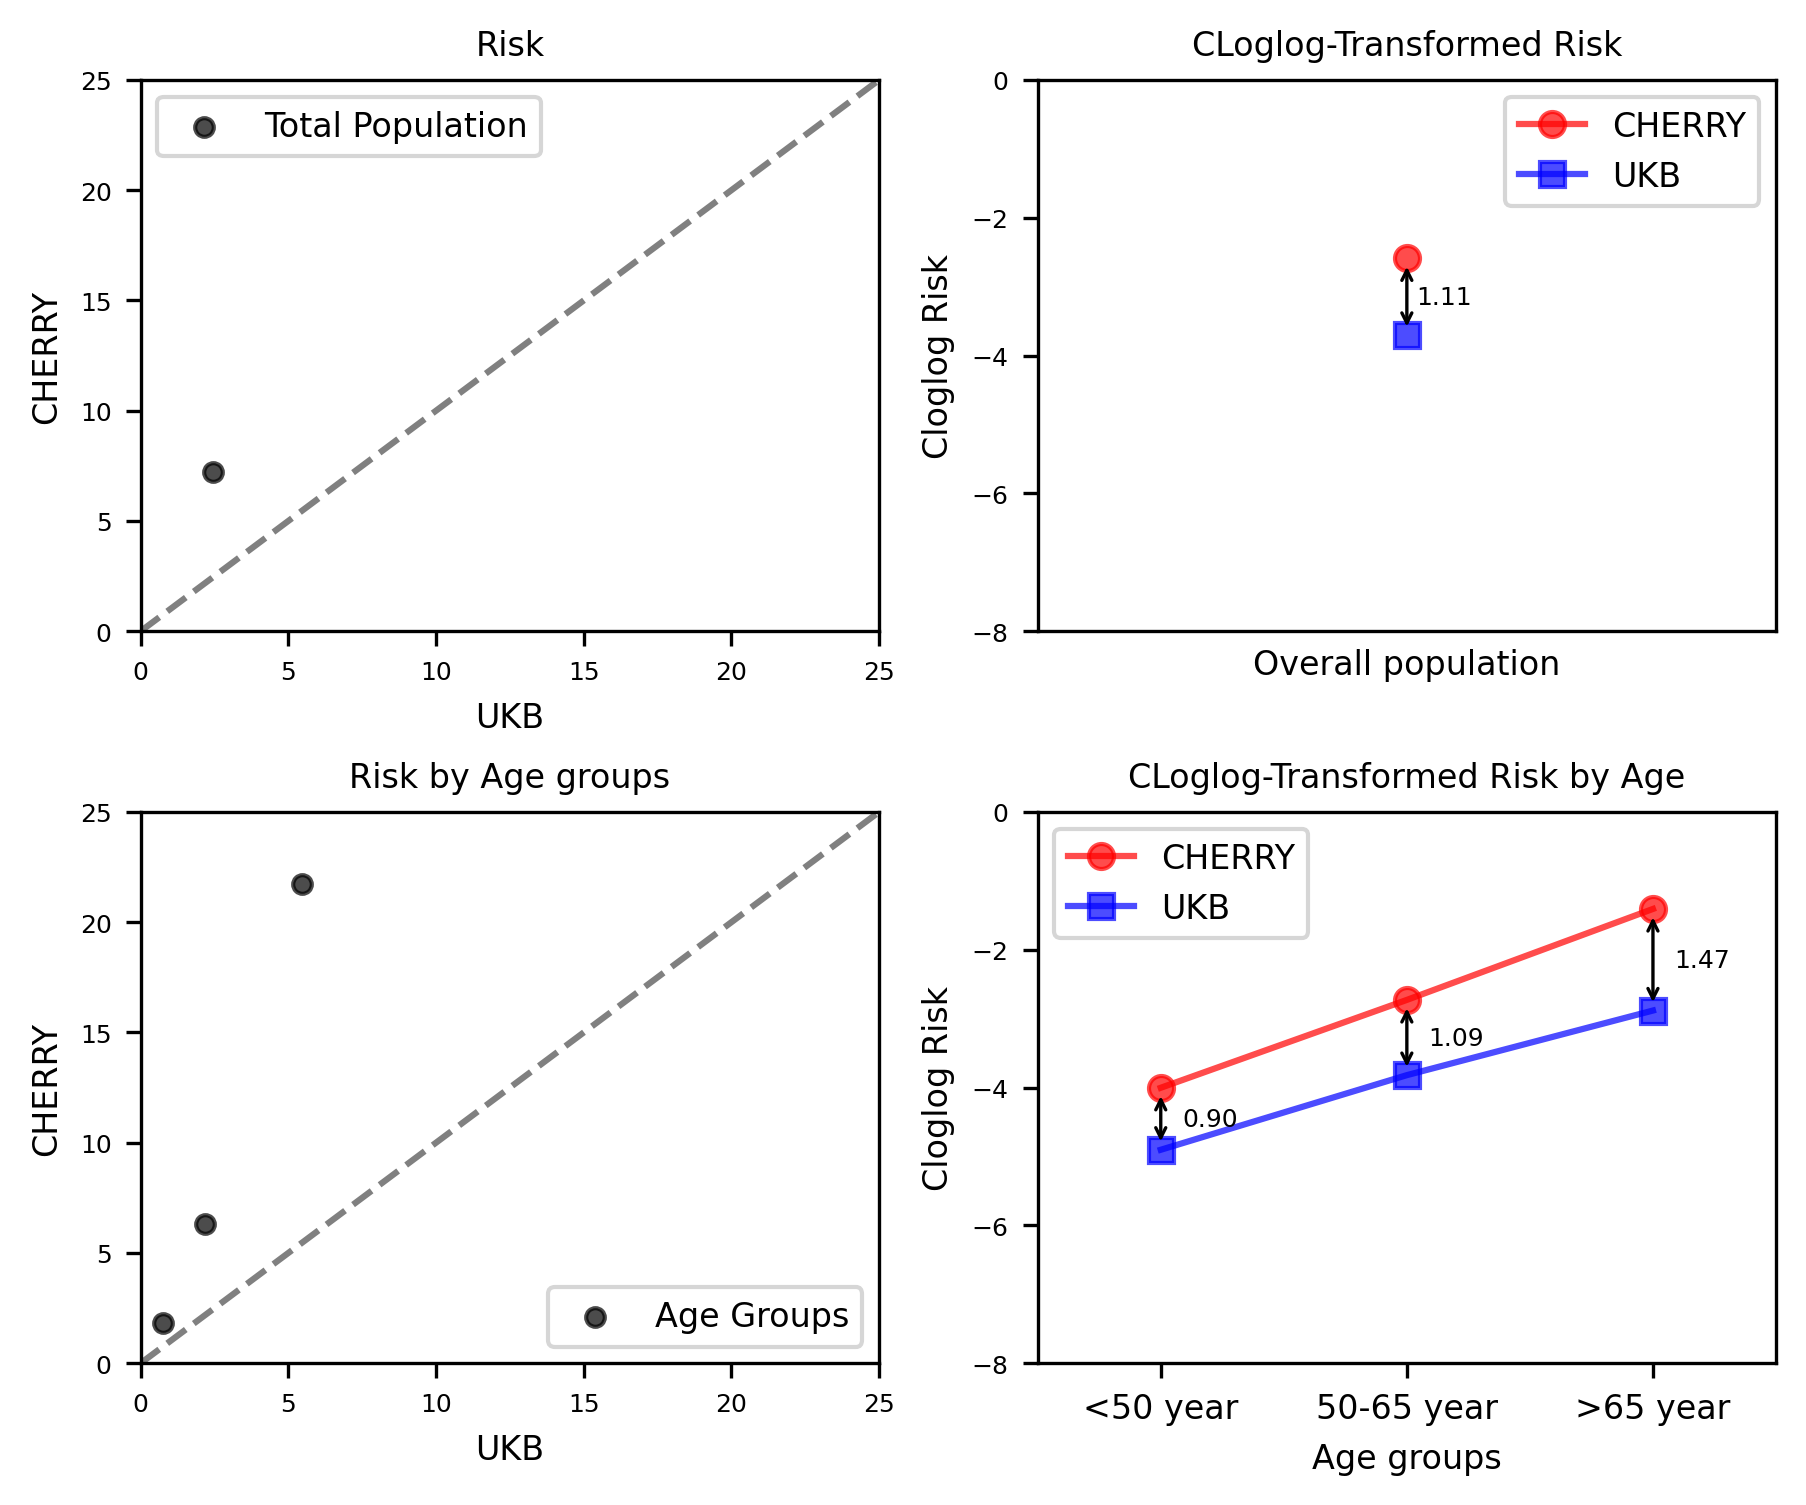 Risk
25
20
15
10
5
0
CHERRY
Total Population
0 5 10 15 20 25
UKB
CLoglog-Transformed Risk
0
−2
−4
−6
−8
Cloglog Risk
CHERRY
UKB
1.11
Overall population
Risk by Age groups
25
20
15
10
5
0
CHERRY
Age Groups
0 5 10 15 20 25
UKB
CLoglog-Transformed Risk by Age
0
−2
−4
−6
−8
Cloglog Risk
CHERRY
UKB
1.47
1.09
0.90
<50 year 50-65 year >65 year
Age groups